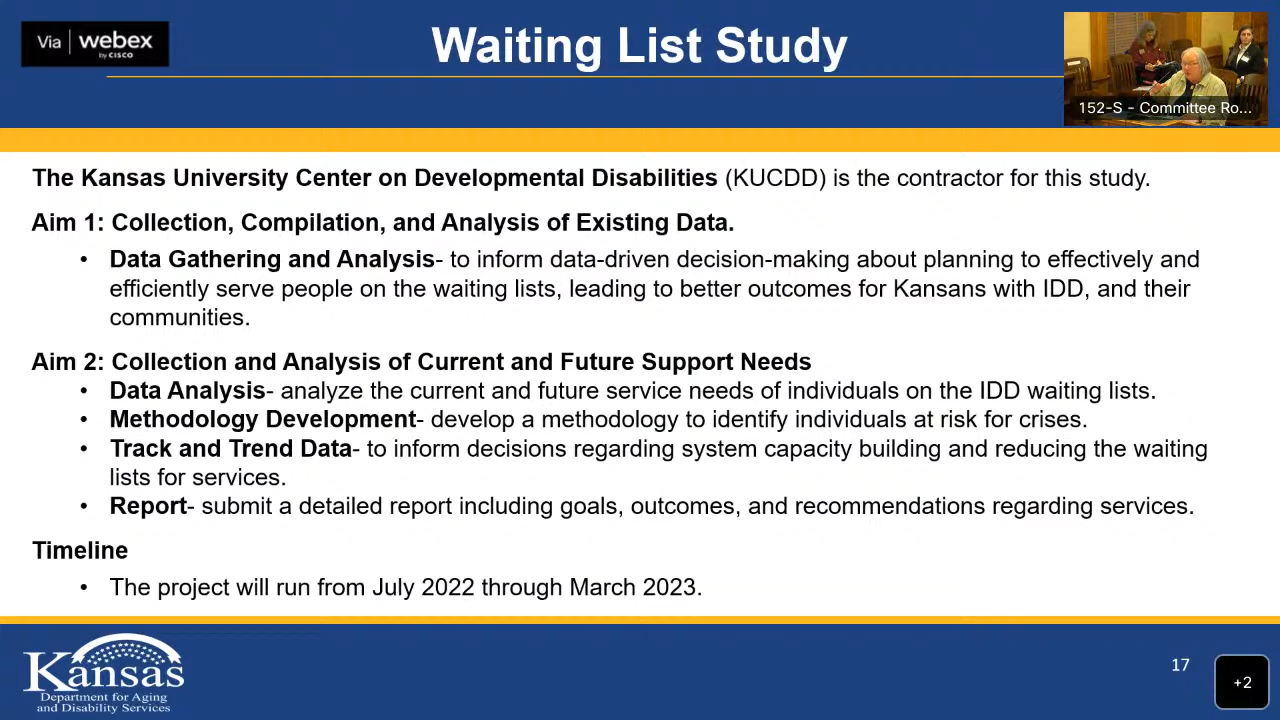 Via | webex
by CISCO
Waiting List Study
152-S - Committee Ro...
The Kansas University Center on Developmental Disabilities (KUCDD) is the contractor for this study.
Aim 1: Collection, Compilation, and Analysis of Existing Data.
• Data Gathering and Analysis- to inform data-driven decision-making about planning to effectively and
efficiently serve people on the waiting lists, leading to better outcomes for Kansans with IDD, and their
communities.
Aim 2: Collection and Analysis of Current and Future Support Needs
• Data Analysis- analyze the current and future service needs of individuals on the IDD waiting lists.
• Methodology Development- develop a methodology to identify individuals at risk for crises.
• Track and Trend Data- to inform decisions regarding system capacity building and reducing the waiting
lists for services.
• Report- submit a detailed report including goals, outcomes, and recommendations regarding services.
Timeline
• The project will run from July 2022 through March 2023.
Kansas
Department for Aging
and Disability Services
17
+2